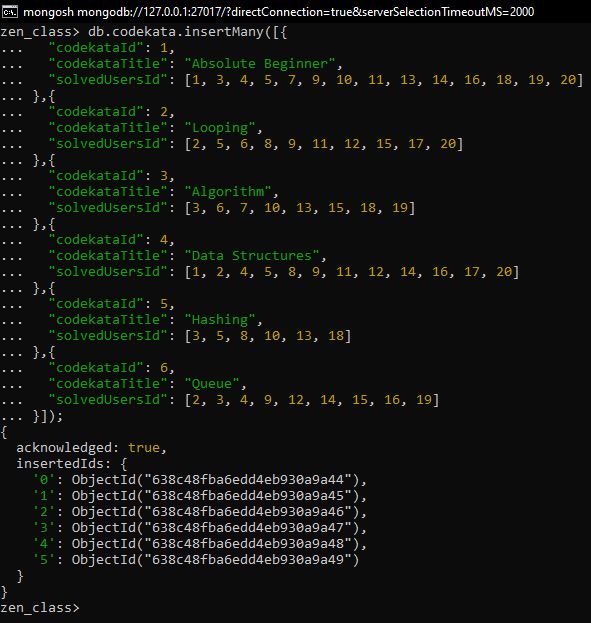 mongosh mongodb://127.0.0.1:27017/?directConnection=true&serverSelectionTimeoutMS=2000
zen_class> db.codekata.insertMany([{
...   "codekataId": 1,
...   "codekataTitle": "Absolute Beginner",
...   "solvedUsersId": [1, 3, 4, 5, 7, 9, 10, 11, 13, 14, 16, 18, 19, 20]
... },{
...   "codekataId": 2,
...   "codekataTitle": "Looping",
...   "solvedUsersId": [2, 5, 6, 8, 9, 11, 12, 15, 17, 20]
... },{
...   "codekataId": 3,
...   "codekataTitle": "Algorithm",
...   "solvedUsersId": [3, 6, 7, 10, 13, 15, 18, 19]
... },{
...   "codekataId": 4,
...   "codekataTitle": "Data Structures",
...   "solvedUsersId": [1, 2, 4, 5, 8, 9, 11, 12, 14, 16, 17, 20]
... },{
...   "codekataId": 5,
...   "codekataTitle": "Hashing",
...   "solvedUsersId": [3, 5, 8, 10, 13, 18]
... },{
...   "codekataId": 6,
...   "codekataTitle": "Queue",
...   "solvedUsersId": [2, 3, 4, 9, 12, 14, 15, 16, 19]
... }]);
{
  acknowledged: true,
  insertedIds: {
    '0': ObjectId("638c48fba6edd4eb930a9a44"),
    '1': ObjectId("638c48fba6edd4eb930a9a45"),
    '2': ObjectId("638c48fba6edd4eb930a9a46"),
    '3': ObjectId("638c48fba6edd4eb930a9a47"),
    '4': ObjectId("638c48fba6edd4eb930a9a48"),
    '5': ObjectId("638c48fba6edd4eb930a9a49")
  }
}
zen_class>